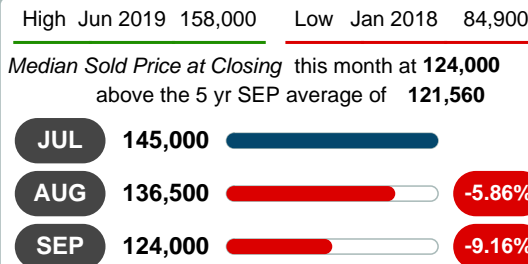 High Jun 2019 158,000 Low Jan 2018 84,900
Median Sold Price at Closing this month at 124,000
above the 5 yr SEP average of 121,560
JUL 145,000
AUG 136,500 -5.86%
SEP 124,000 -9.16%